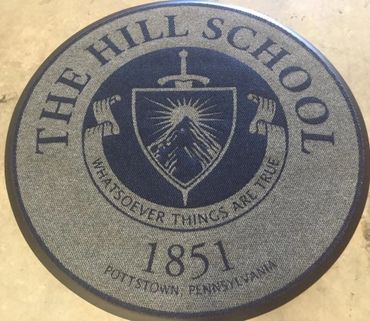 THE HILL SCHOOL
WHATSOEVER THINGS ARE TRUE
1851
POTTSTOWN, PENNSYLVANIA